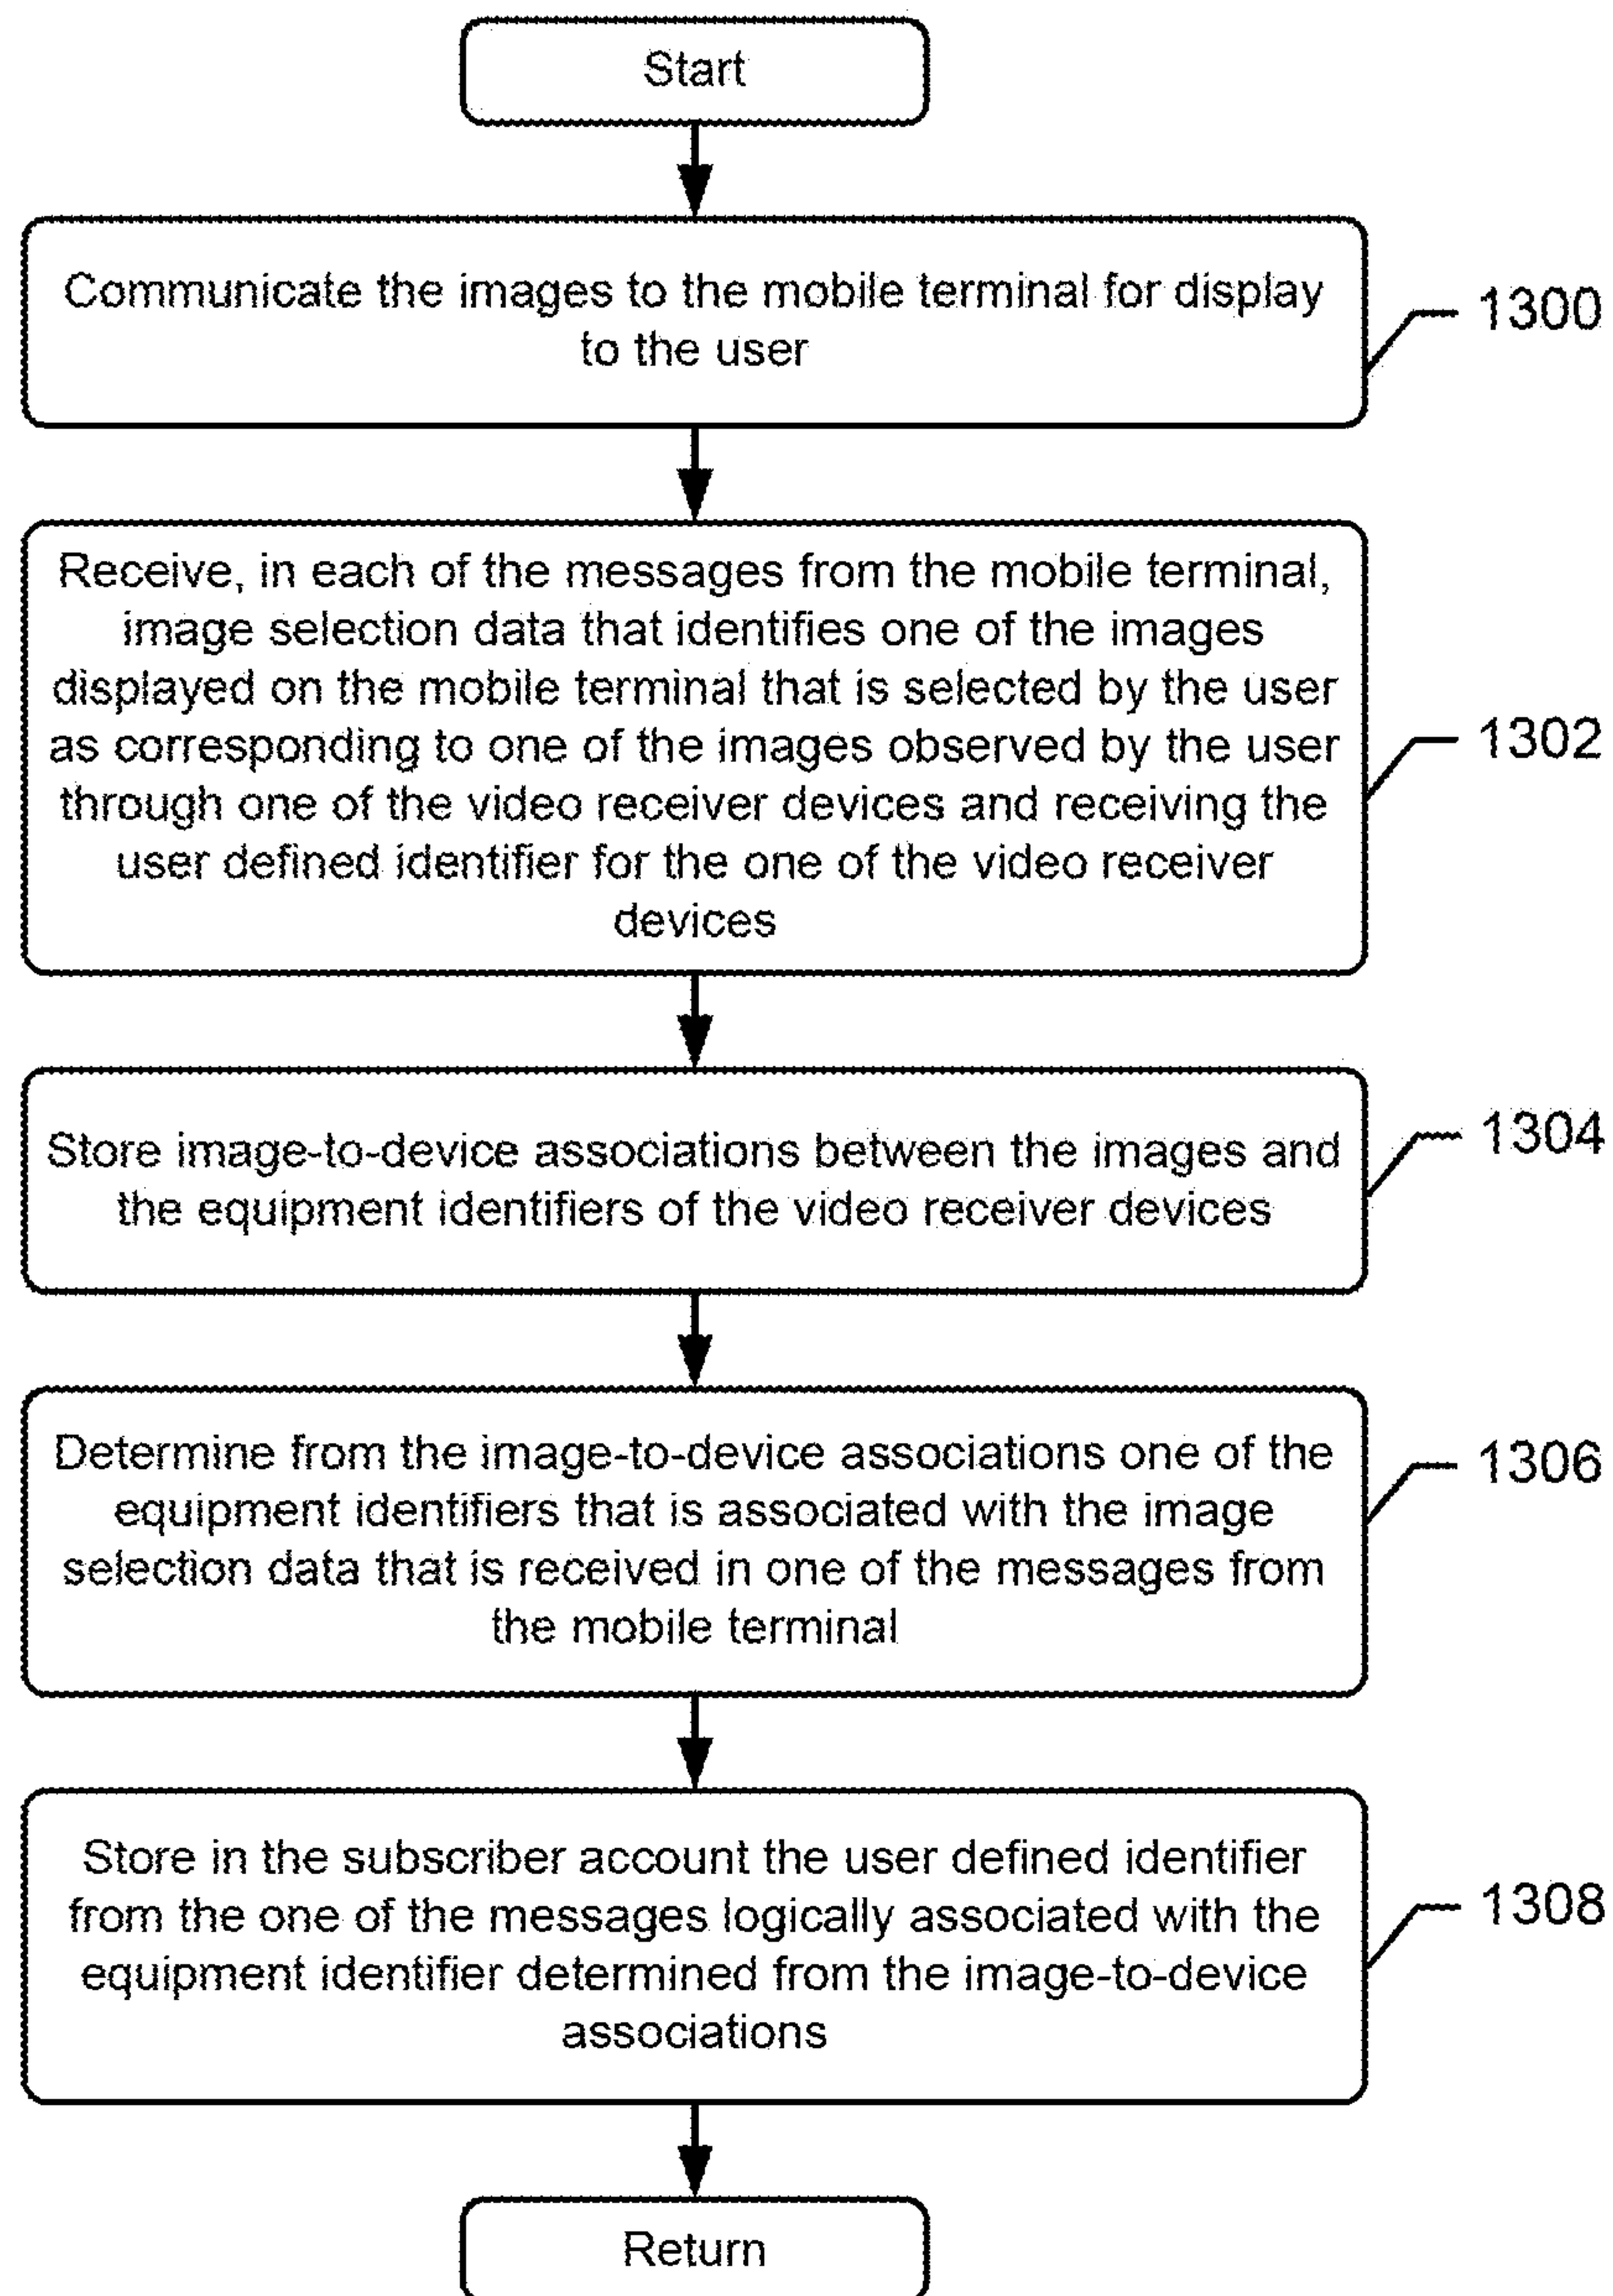 Start
Communicate the images to the mobile terminal for display
to the user
1300
Receive, in each of the messages from the mobile terminal,
image selection data that identifies one of the images
displayed on the mobile terminal that is selected by the user
as corresponding to one of the images observed by the user
through one of the video receiver devices and receiving the
user defined identifier for the one of the video receiver
devices
1302
Store image-to-device associations between the images and
the equipment identifiers of the video receiver devices
1304
Determine from the image-to-device associations one of the
equipment identifiers that is associated with the image
selection data that is received in one of the messages from
the mobile terminal
1306
Store in the subscriber account the user defined identifier
from the one of the messages logically associated with the
equipment identifier determined from the image-to-device
associations
1308
Return